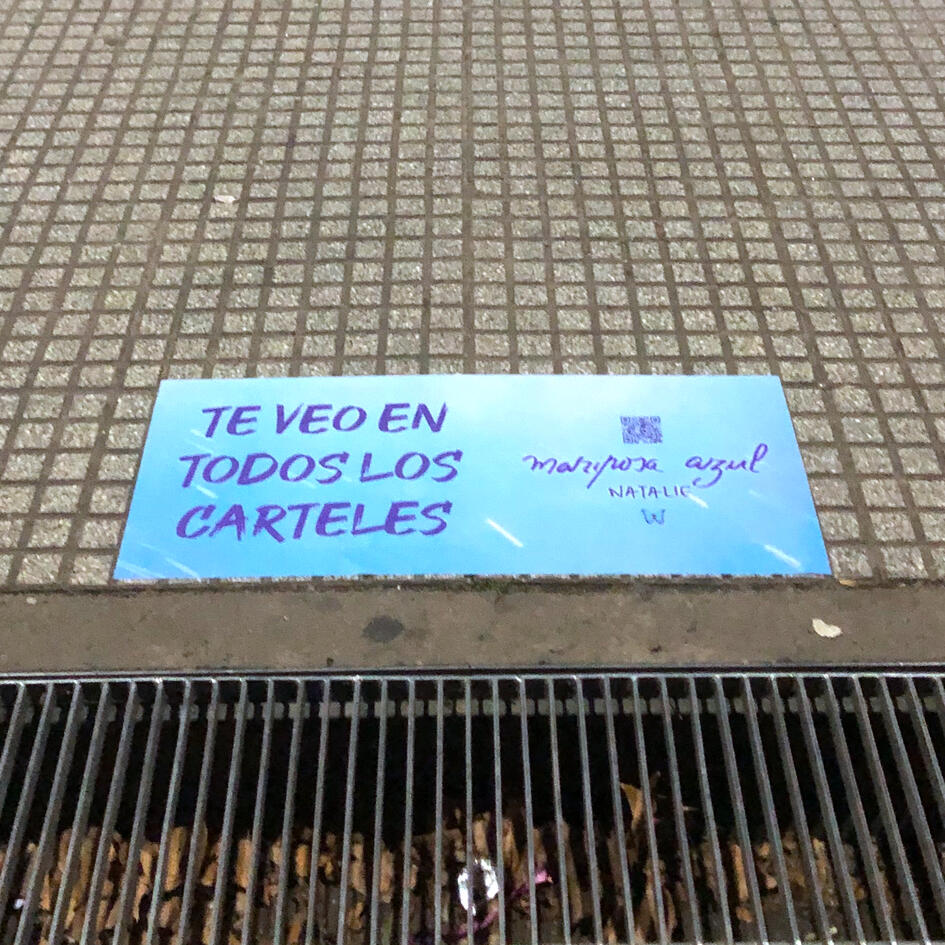 TE VEO EN
TODOS LOS
CARTELES
mariposa azul
NATALIE